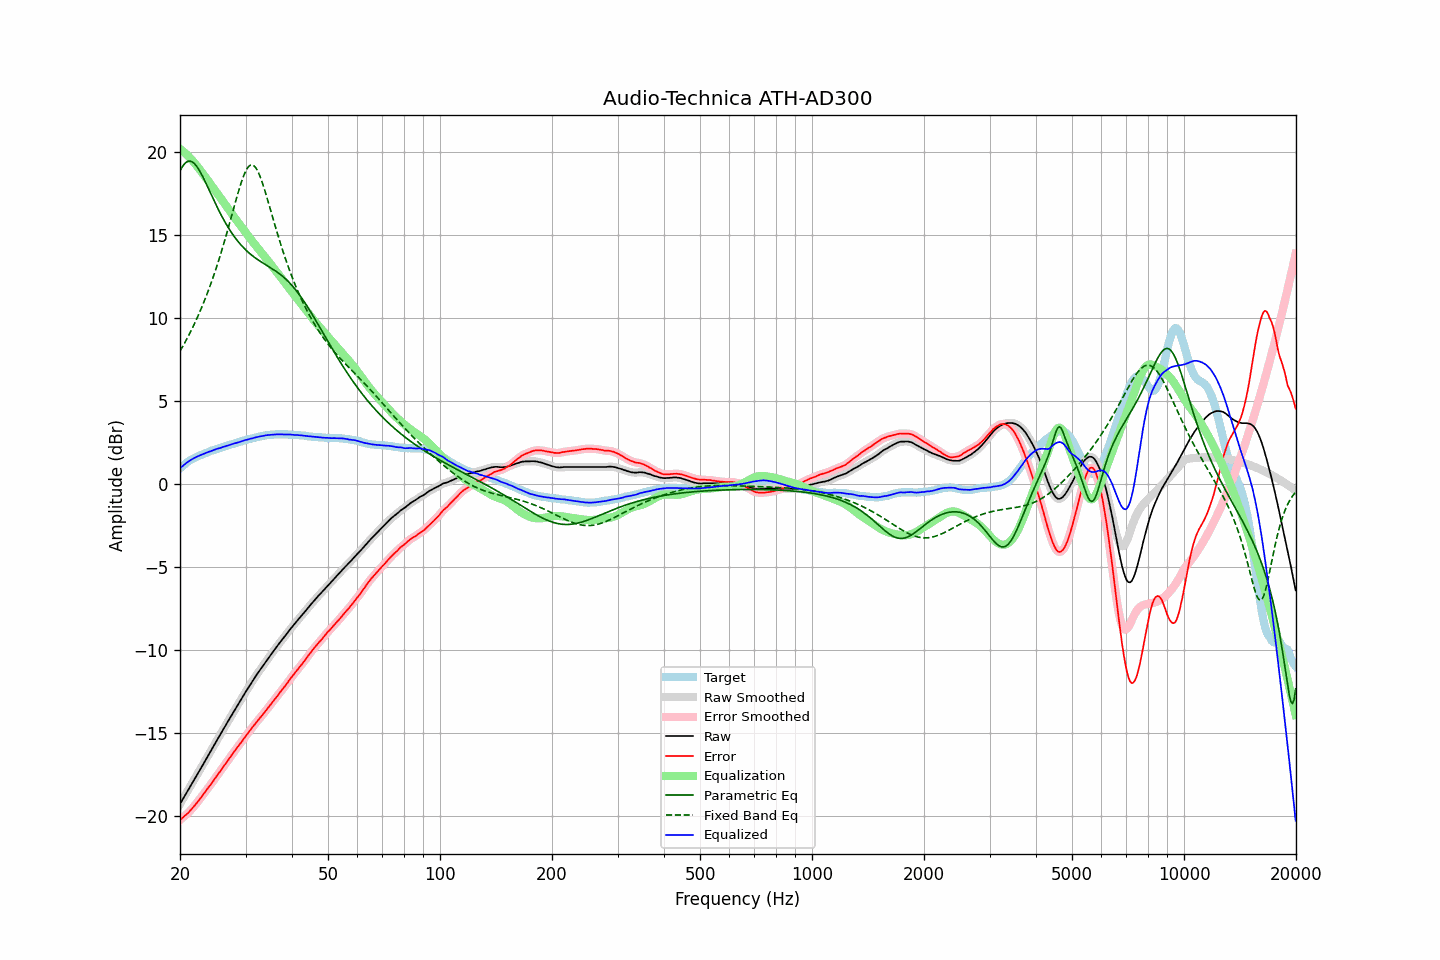 Audio-Technica ATH-AD300
Amplitude (dBr)
20
15
10
5
0
−5
−10
−15
−20
Target
Raw Smoothed
Error Smoothed
Raw
Error
Equalization
Parametric Eq
Fixed Band Eq
Equalized
20 50 100 200 500 1000 2000 5000 10000 20000
Frequency (Hz)